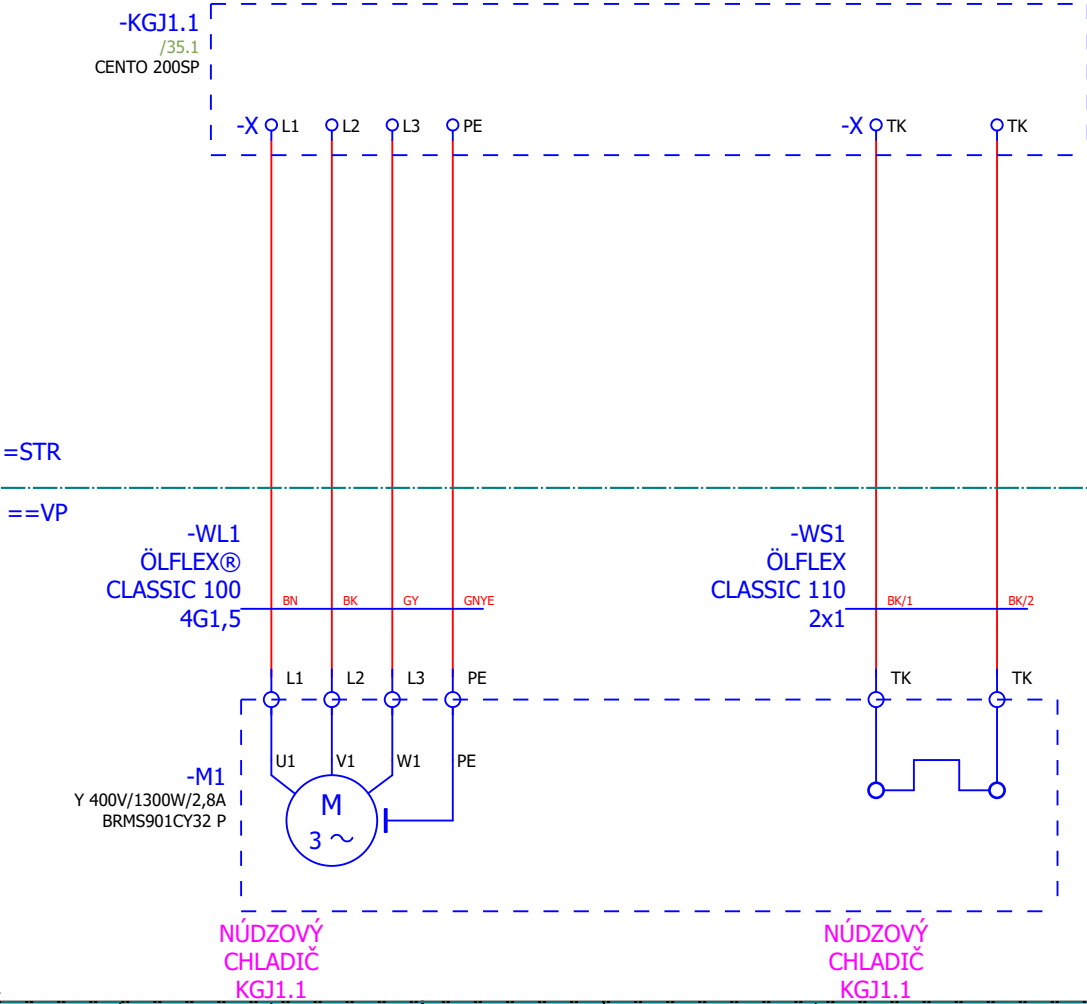 -KGJ1.1
/35.1
CENTO 200SP
-X L1 L2 L3 PE
-X TK TK
=STR
==VP
-WL1
ÖLFLEX®
CLASSIC 100
4G1,5
BN BK GY GNYE
-WS1
ÖLFLEX
CLASSIC 110
2x1
BK/1 BK/2
L1 L2 L3 PE
TK TK
U1 V1 W1 PE
-M1
Y 400V/1300W/2,8A
BRMS901CY32 P
M
3 ~
NÚDZOVÝ
CHLADIČ
KGJ1.1
NÚDZOVÝ
CHLADIČ
KGJ1.1